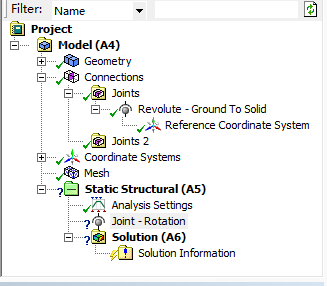 Filter: Name
Project
Model (A4)
Geometry
Connections
Joints
Revolute - Ground To Solid
Reference Coordinate System
Joints 2
Coordinate Systems
Mesh
Static Structural (A5)
Analysis Settings
Joint - Rotation
Solution (A6)
Solution Information